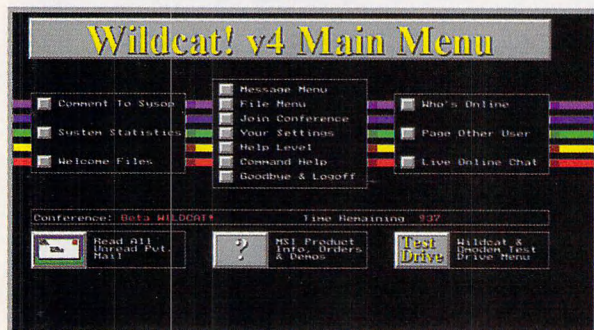 Wildcat! v4 Main Menu
Comment To Sysop
System Statistics
Welcome Files
Message Menu
File Menu
Join Conference
Your Settings
Help Level
Command Help
Goodbye & Logoff
Who's Online
Page Other User
Live Online Chat
Conference: Beta WILDCAT! Time Remaining 937
Read All
Unread Pvt.
Mail
?
MSI Product
Info, Orders
& Demos
Test
Drive
Wildcat &
Qmodem Test
Drive Menu